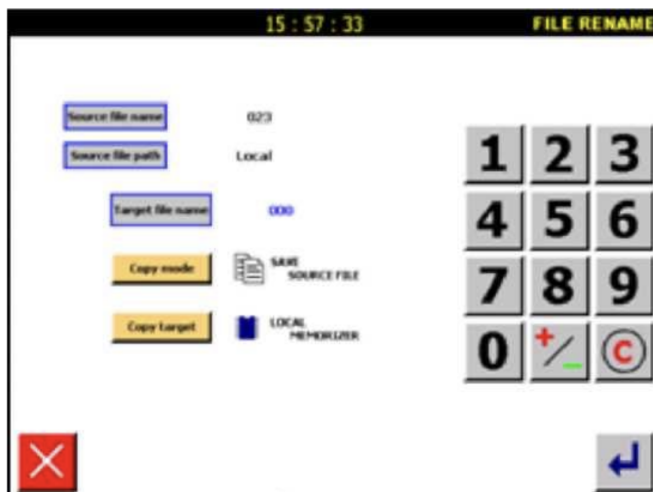 15 : 57 : 33 FILE RENAME
Source file name 023
Source file path Local
Target file name 000
Copy mode SAVE
SOURCE FILE
Copy target LOCAL
MEMORIZER
1 2 3
4 5 6
7 8 9
0 +/- C